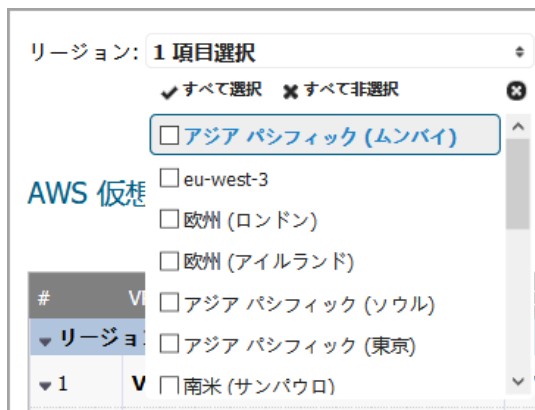 リージョン: 1 項目選択
すべて選択 すべて非選択
アジア パシフィック (ムンバイ)
eu-west-3
欧州 (ロンドン)
欧州 (アイルランド)
アジア パシフィック (ソウル)
アジア パシフィック (東京)
南米 (サンパウロ)
AWS 仮想
#
リージョ
1 V